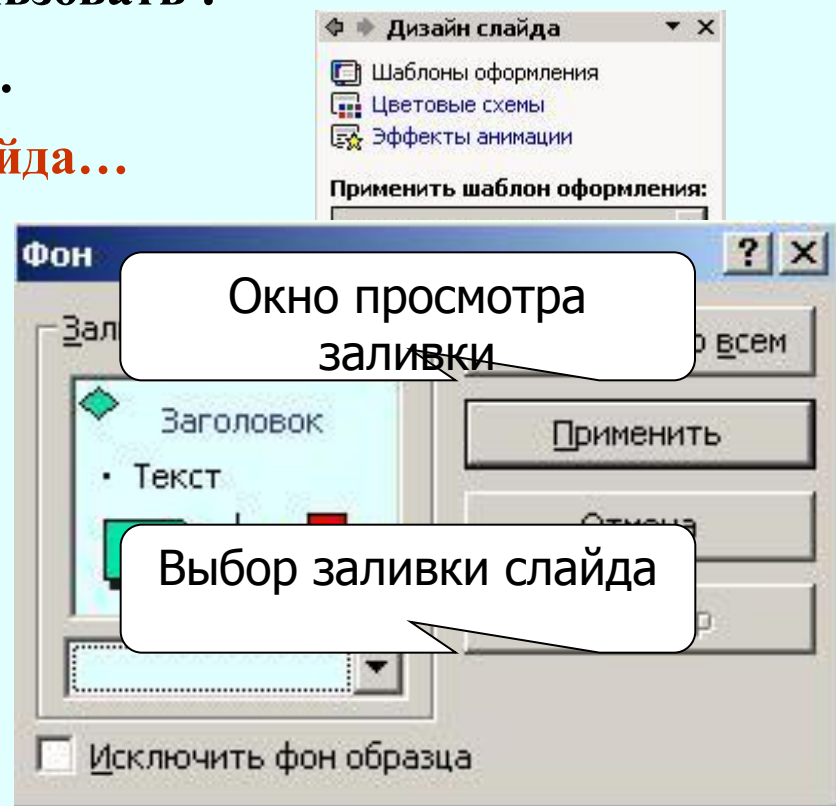 Дизайн слайда
Шаблоны оформления
Цветовые схемы
Эффекты анимации
Применить шаблон оформления:
Фон
Окно просмотра
заливки
всем
Заголовок
Применить
• Текст
Выбор заливки слайда
Исключить фон образца